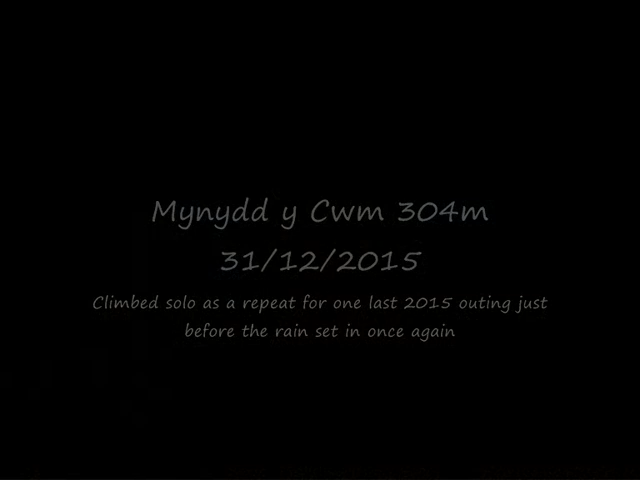 Mynydd y Cwm 304m
31/12/2015
Climbed solo as a repeat for one last 2015 outing just
before the rain set in once again